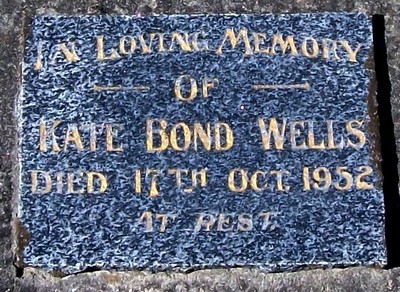 In Loving Memory
— Of —
Kate Bond Wells
Died 17th Oct. 1952
At Rest.